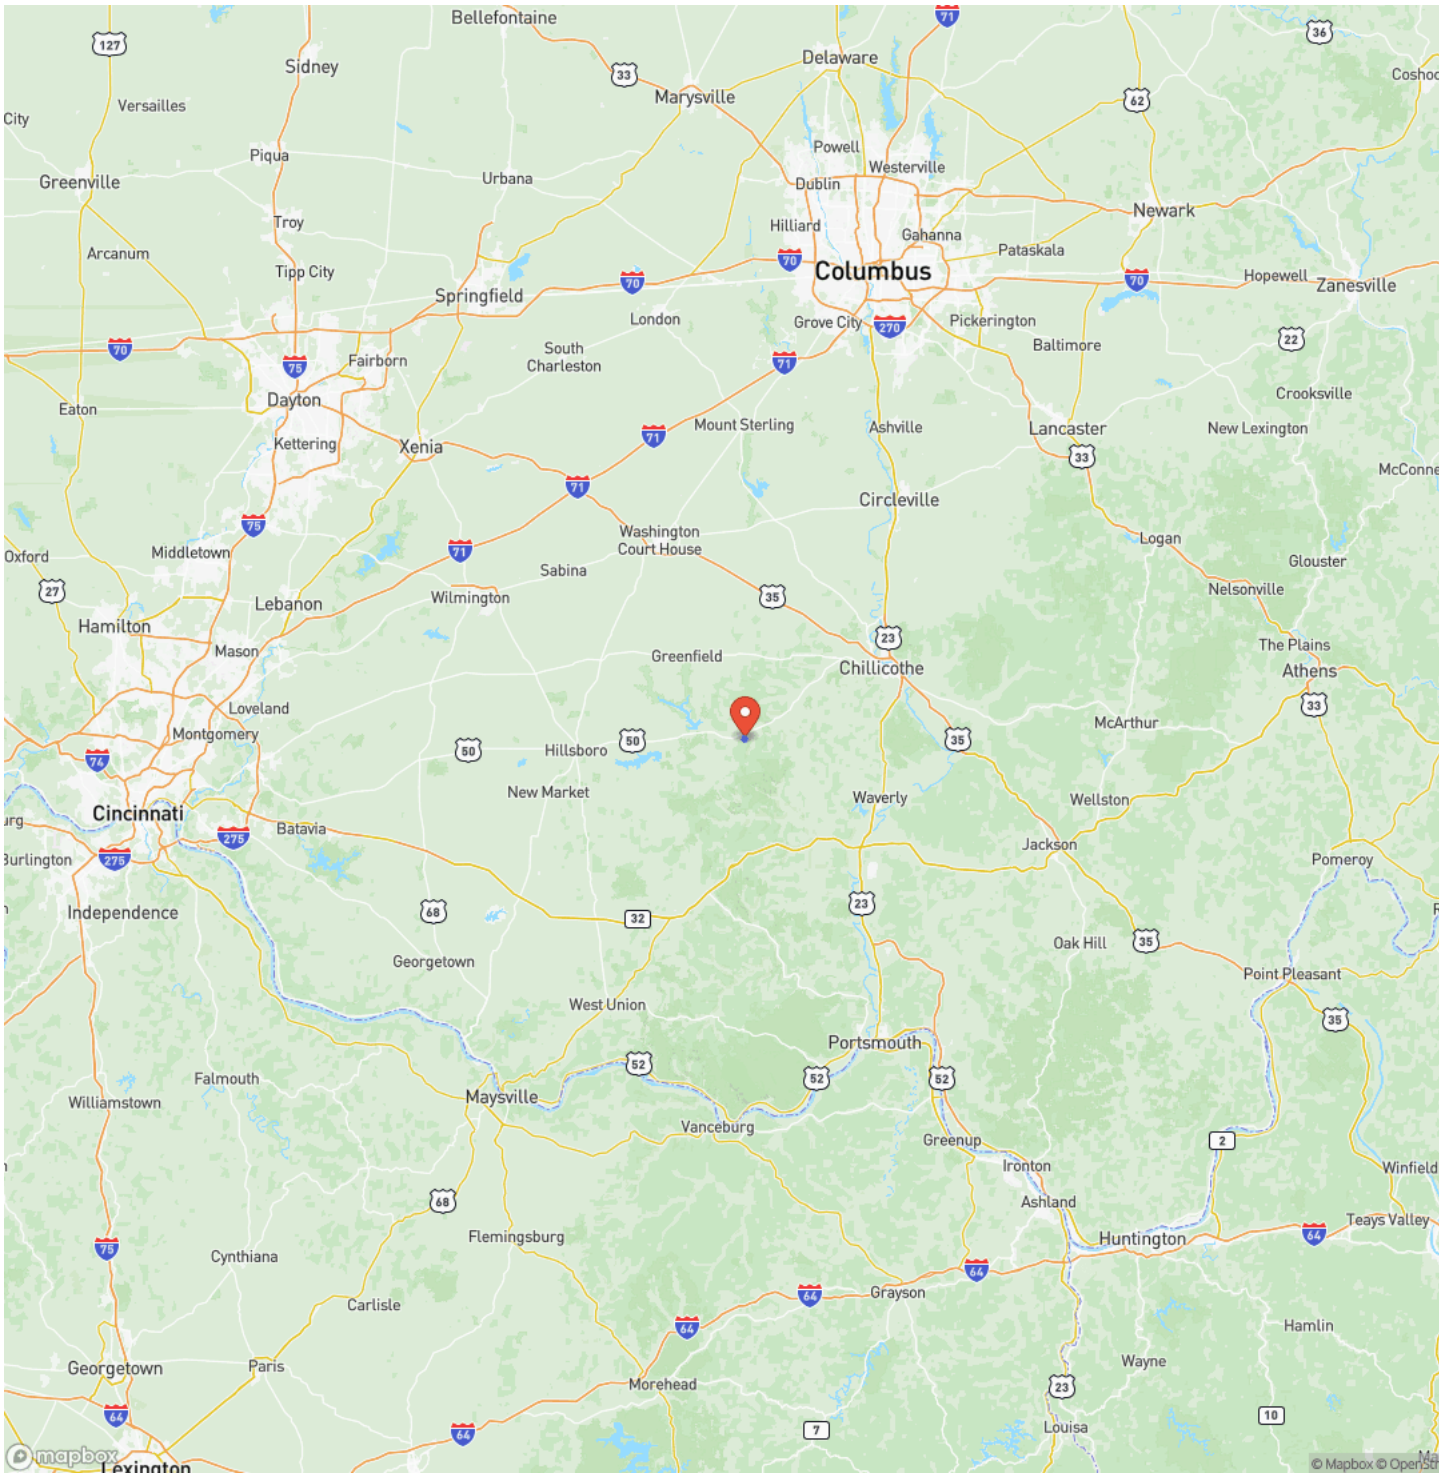 Bellefontaine
71
127
36
Sidney
33
Delaware
Coshoc
Marysville
Versailles
62
City
Powell
Piqua
Westerville
Urbana
Greenville
Dublin
Newark
Troy
Hilliard
Gahanna
Arcanum
Pataskala
70
Columbus
Tipp City
70
70
Hopewell
Zanesville
Springfield
London
Grove City
270
Pickerington
22
Baltimore
70
South
Charleston
Fairborn
75
71
Dayton
Crooksville
Eaton
Mount Sterling
Ashville
Lancaster
New Lexington
71
Kettering
Xenia
33
McConne
71
Circleville
75
Washington
Court House
Logan
Middletown
71
Oxford
Sabina
Glouster
27
Wilmington
35
Nelsonville
Lebanon
Hamilton
23
The Plains
Mason
Greenfield
Chillicothe
Athens
Loveland
33
McArthur
Montgomery
50
Hillsboro
50
35
74
New Market
Waverly
Wellston
Cincinnati
urg
Batavia
275
Jackson
Burlington
275
Pomeroy
23
68
Independence
32
35
Oak Hill
Georgetown
Point Pleasant
West Union
35
Portsmouth
52
Falmouth
52
52
Maysville
Williamstown
Vanceburg
Greenup
2
Ironton
Winfield
68
Ashland
Teays Valley
Flemingsburg
Huntington
64
75
Cynthiana
64
64
Grayson
Carlisle
64
Hamlin
Georgetown
Paris
Wayne
Morehead
23
64
10
7
Louisa
64
mapbox
Lexington
© Mapbox © OpenStr